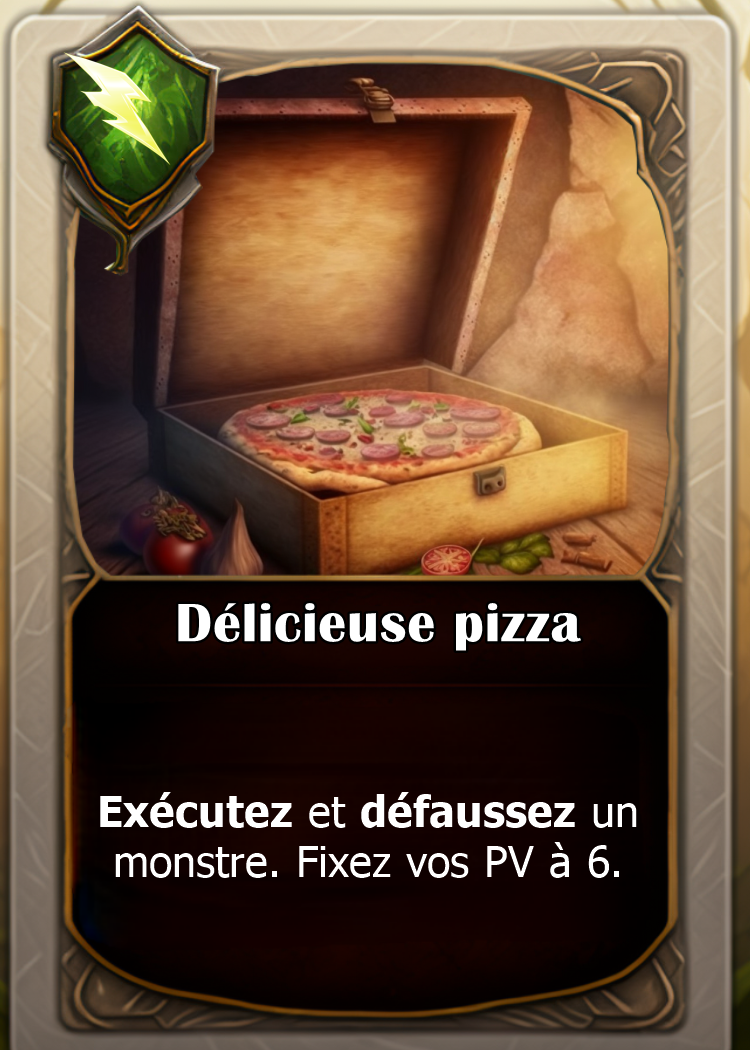 Délicieuse pizza
Exécutez et défaussez un
monstre. Fixez vos PV à 6.